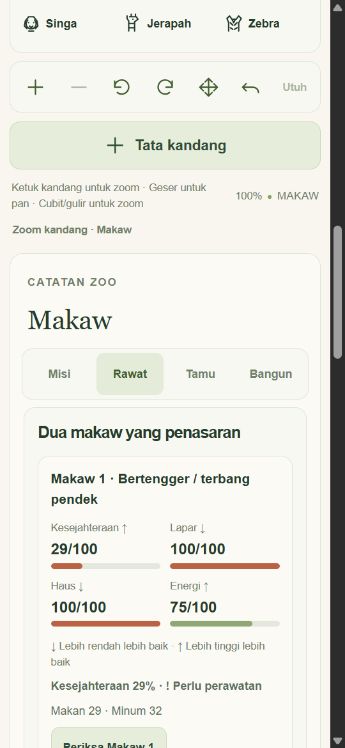 Singa
Jerapah
Zebra
Utuh
Tata kandang
Ketuk kandang untuk zoom · Geser untuk
pan · Cubit/gulir untuk zoom
100% • MAKAW
Zoom kandang · Makaw
CATATAN ZOO
Makaw
Misi
Rawat
Tamu
Bangun
Dua makaw yang penasaran
Makaw 1 · Bertengger / terbang
pendek
Kesejahteraan ↑
Lapar ↓
29/100
100/100
Haus ↓
Energi ↑
100/100
75/100
↓ Lebih rendah lebih baik · ↑ Lebih tinggi lebih
baik
Kesejahteraan 29% · ! Perlu perawatan
Makan 29 · Minum 32
Periksa Makaw 1